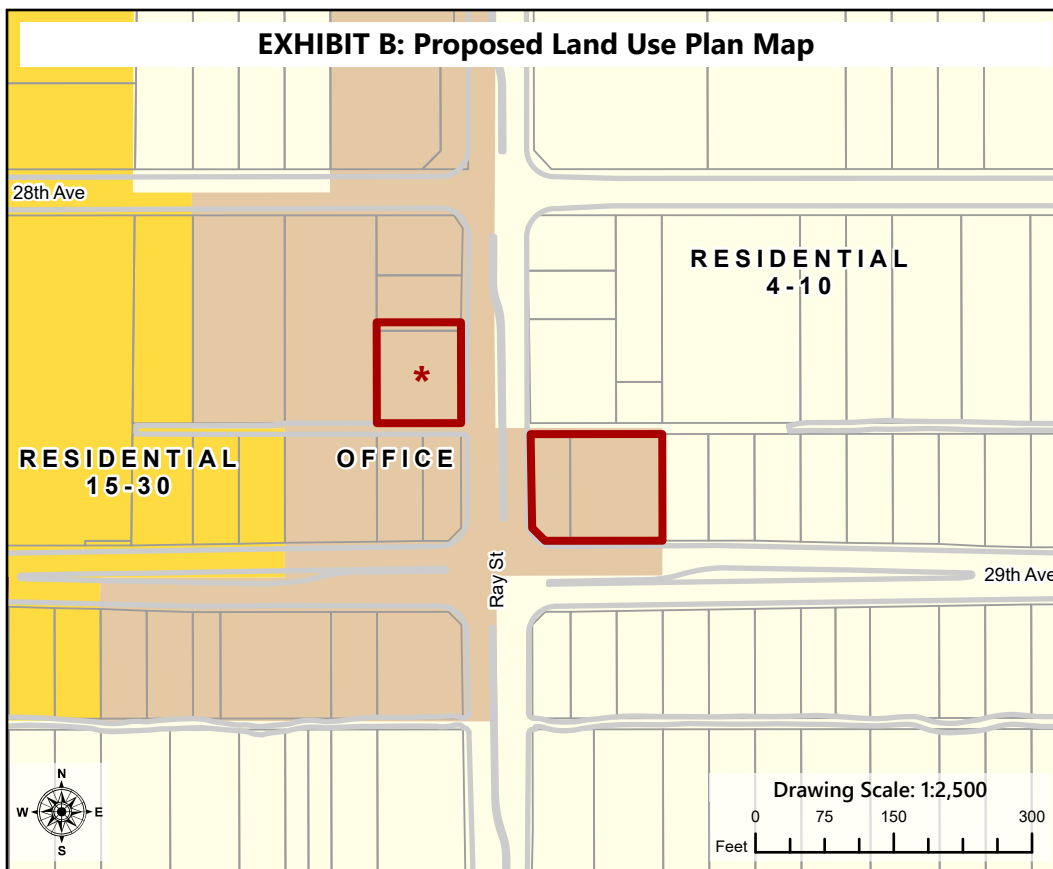 EXHIBIT B: Proposed Land Use Plan Map
28th Ave
RESIDENTIAL
4-10
*
RESIDENTIAL
15-30
OFFICE
Ray St
29th Ave
N
W
E
S
Drawing Scale: 1:2,500
0 75 150 300
Feet